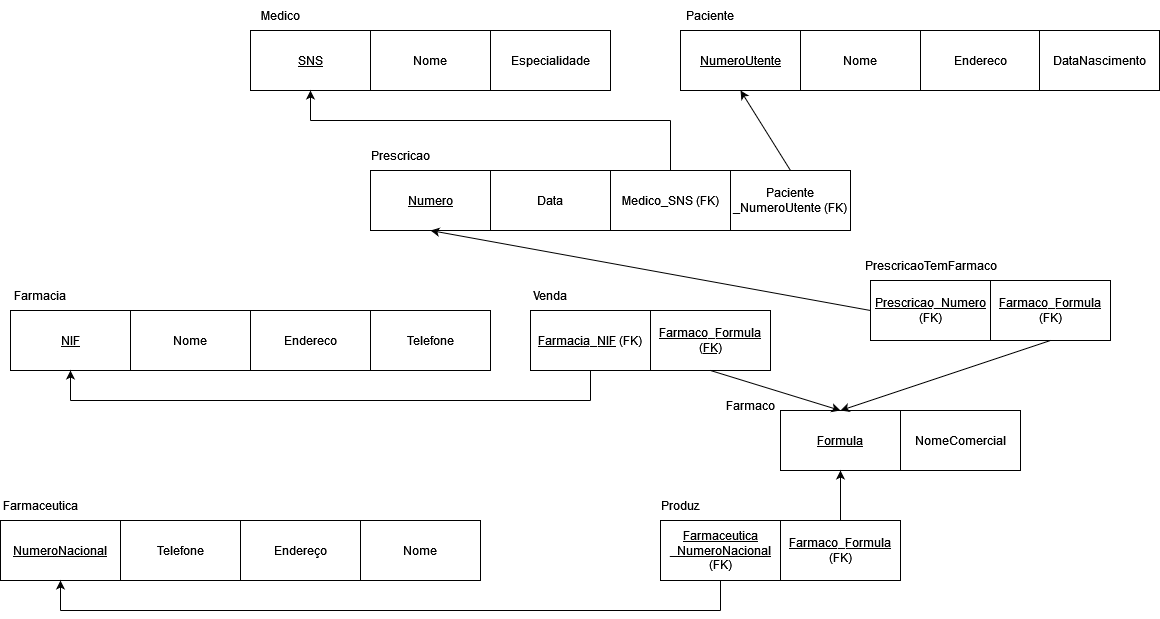 Medico
SNS
Nome
Especialidade
Paciente
NumeroUtente
Nome
Endereco
DataNascimento
Prescricao
Numero
Data
Medico_SNS (FK)
Paciente
_NumeroUtente (FK)
PrescricaoTemFarmaco
Prescricao_Numero
(FK)
Farmaco_Formula
(FK)
Farmacia
NIF
Nome
Endereco
Telefone
Venda
Farmacia_NIF (FK)
Farmaco_Formula
(FK)
Farmaco
Formula
NomeComercial
Farmaceutica
NumeroNacional
Telefone
Endereço
Nome
Produz
Farmaceutica
_NumeroNacional
(FK)
Farmaco_Formula
(FK)